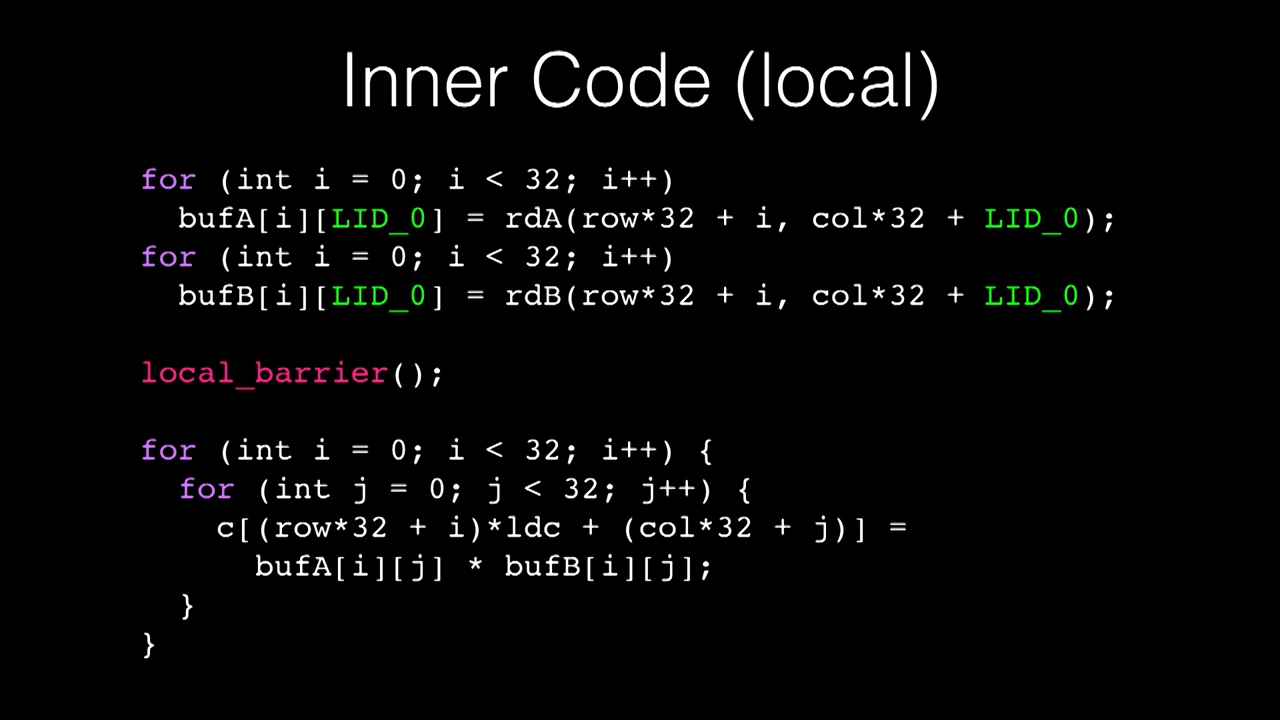 Inner Code (local)
for (int i = 0; i < 32; i++)
  bufA[i][LID_0] = rdA(row*32 + i, col*32 + LID_0);
for (int i = 0; i < 32; i++)
  bufB[i][LID_0] = rdB(row*32 + i, col*32 + LID_0);
local_barrier();
for (int i = 0; i < 32; i++) {
  for (int j = 0; j < 32; j++) {
    c[(row*32 + i)*ldc + (col*32 + j)] =
      bufA[i][j] * bufB[i][j];
  }
}